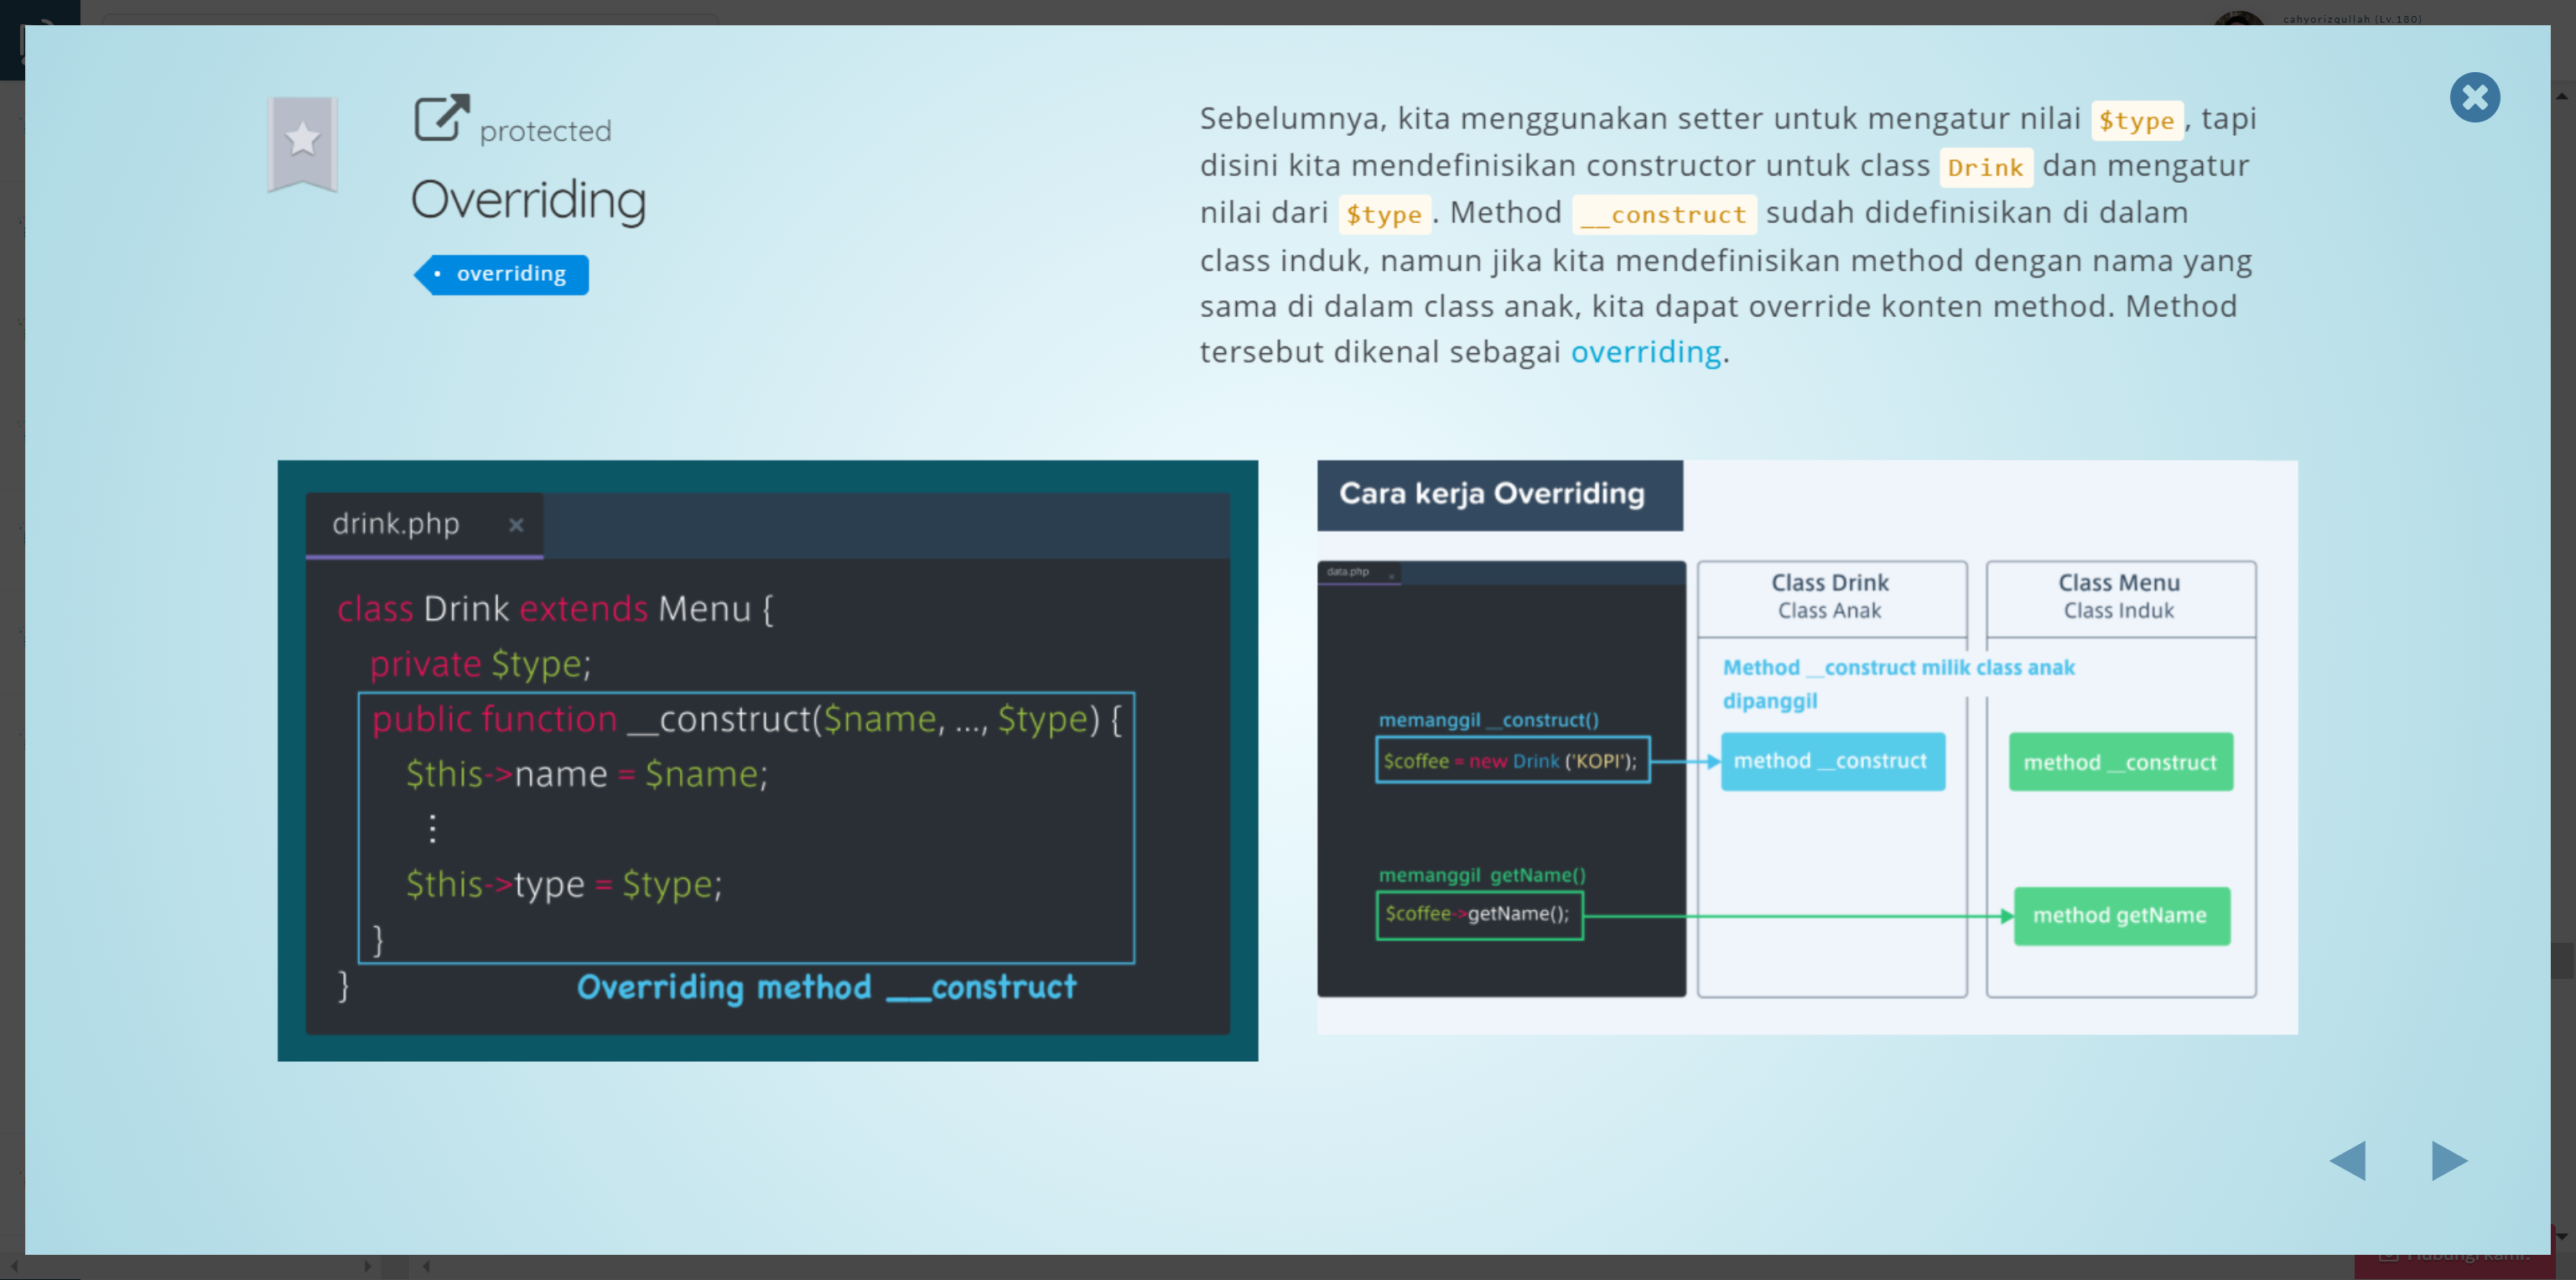 cahyorizqullah (Lv.180)
protected
Overriding
• overriding
Sebelumnya, kita menggunakan setter untuk mengatur nilai $type, tapi
disini kita mendefinisikan constructor untuk class Drink dan mengatur
nilai dari $type. Method __construct sudah didefinisikan di dalam
class induk, namun jika kita mendefinisikan method dengan nama yang
sama di dalam class anak, kita dapat override konten method. Method
tersebut dikenal sebagai overriding.
drink.php ×
class Drink extends Menu {
private $type;
public function __construct($name, ..., $type) {
$this->name = $name;
⋮
$this->type = $type;
}
}
Overriding method __construct
Cara kerja Overriding
data.php ×
Class Drink
Class Anak
Class Menu
Class Induk
Method __construct milik class anak
dipanggil
memanggil __construct()
$coffee = new Drink ('KOPI');
method __construct
method __construct
memanggil getName()
$coffee->getName();
method getName